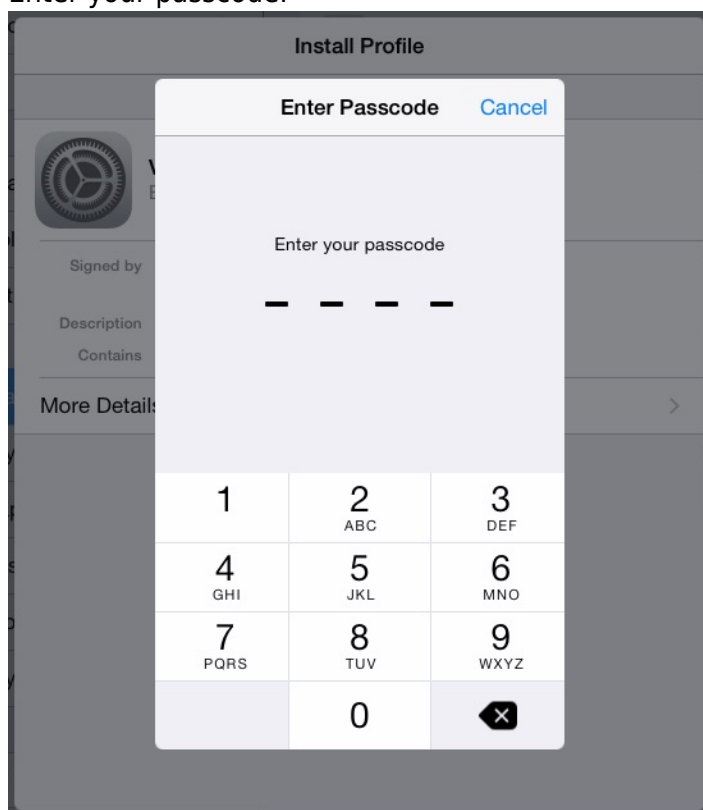 Enter your passcode.
Install Profile
Enter Passcode
Cancel
Enter your passcode
Signed by
Description
Contains
More Details
1
2
ABC
3
DEF
4
GHI
5
JKL
6
MNO
7
PQRS
8
TUV
9
WXYZ
0